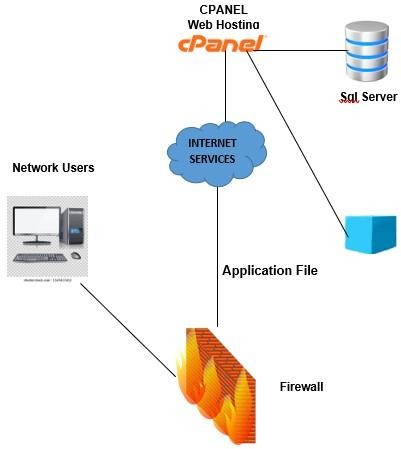 CPANEL
Web Hosting
cPanel
Sql Server
INTERNET
SERVICES
Network Users
Application File
Firewall